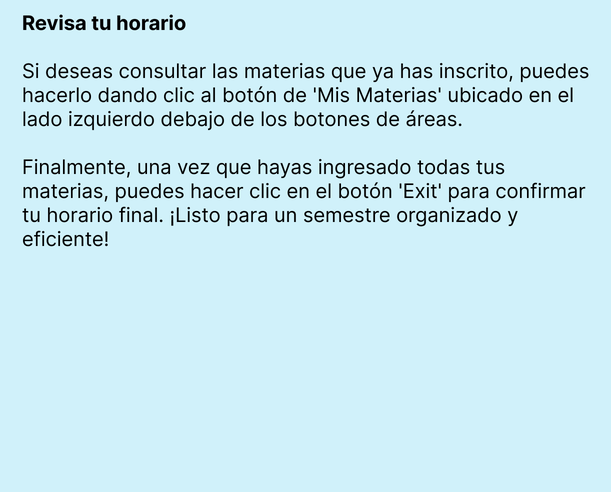 Revisa tu horario
Si deseas consultar las materias que ya has inscrito, puedes
hacerlo dando clic al botón de 'Mis Materias' ubicado en el
lado izquierdo debajo de los botones de áreas.
Finalmente, una vez que hayas ingresado todas tus
materias, puedes hacer clic en el botón 'Exit' para confirmar
tu horario final. ¡Listo para un semestre organizado y
eficiente!